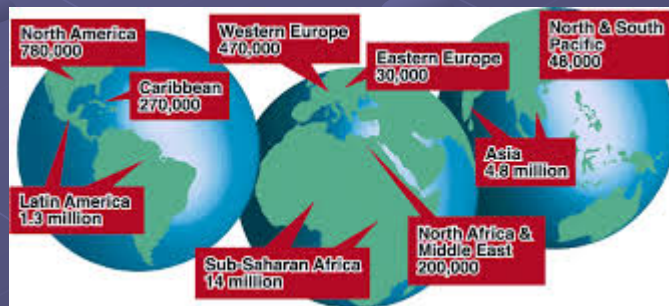 North America
780,000
Caribbean
270,000
Latin America
1.3 million
Western Europe
470,000
Eastern Europe
30,000
Sub-Saharan Africa
14 million
North Africa &
Middle East
200,000
North & South
Pacific
48,000
Asia
4.8 million